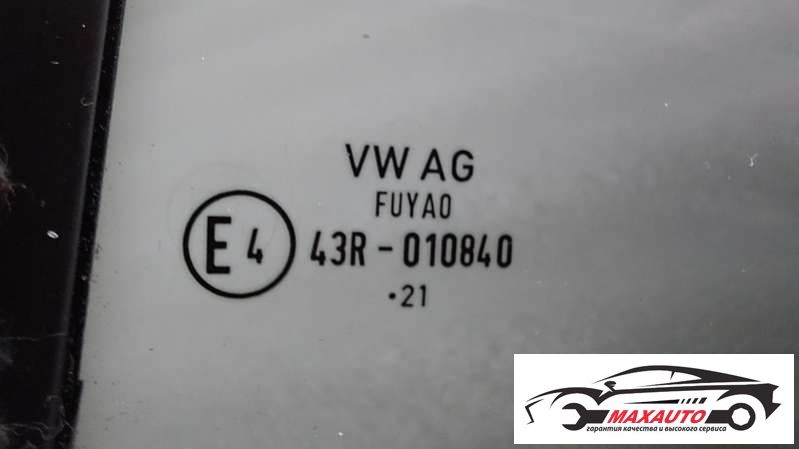 VW AG
FUYAO
E 4 43R - 010840
•21
MAXAUTO
гарантия качества и высокого сервиса